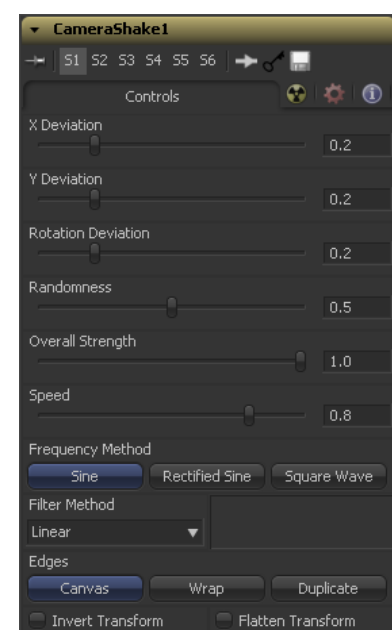 CameraShake1
S1 S2 S3 S4 S5 S6
Controls
X Deviation
0.2
Y Deviation
0.2
Rotation Deviation
0.2
Randomness
0.5
Overall Strength
1.0
Speed
0.8
Frequency Method
Sine Rectified Sine Square Wave
Filter Method
Linear
Edges
Canvas Wrap Duplicate
Invert Transform Flatten Transform